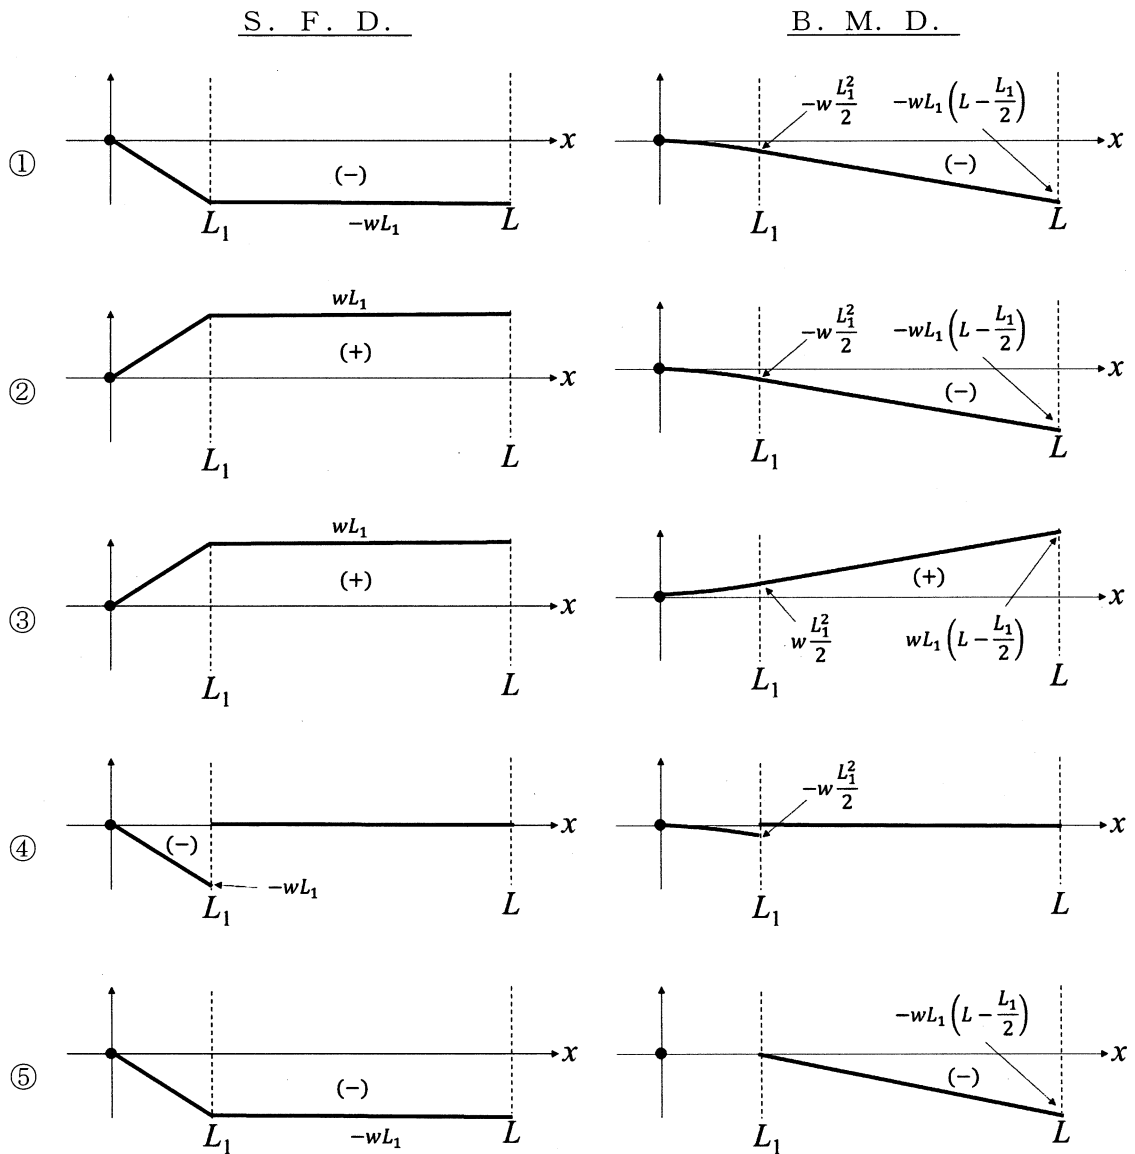 S. F. D.
B. M. D.
①
x
(−)
L₁
−wL₁
L
−w L₁²/2
−wL₁(L − L₁/2)
x
(−)
L₁
L
②
wL₁
(+)
x
L₁
L
−w L₁²/2
−wL₁(L − L₁/2)
x
(−)
L₁
L
③
wL₁
(+)
x
L₁
L
x
(+)
w L₁²/2
wL₁(L − L₁/2)
L₁
L
④
x
(−)
−wL₁
L₁
L
−w L₁²/2
x
L₁
L
⑤
x
(−)
L₁
−wL₁
L
−wL₁(L − L₁/2)
x
(−)
L₁
L